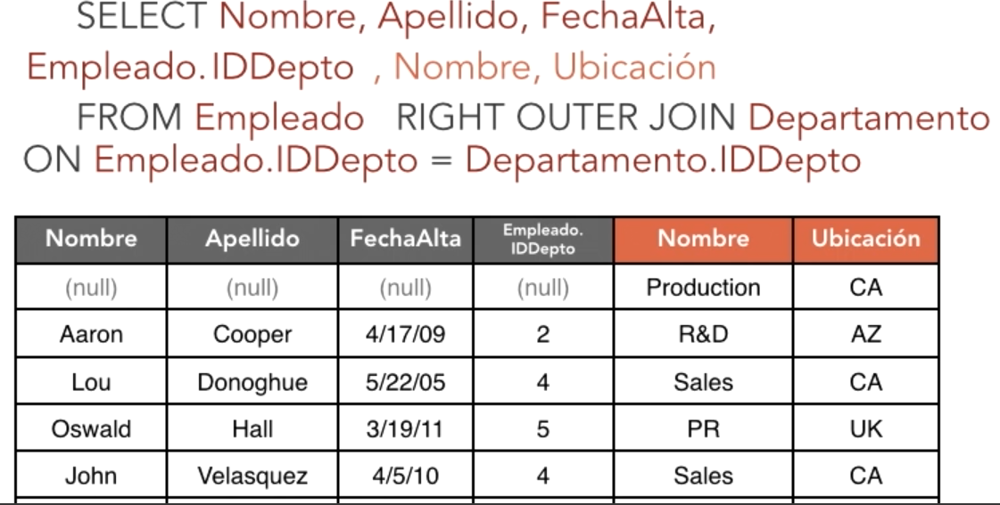 SELECT Nombre, Apellido, FechaAlta,
Empleado.IDDepto , Nombre, Ubicación
FROM Empleado RIGHT OUTER JOIN Departamento
ON Empleado.IDDepto = Departamento.IDDepto
Nombre Apellido FechaAlta Empleado. IDDepto Nombre Ubicación
(null) (null) (null) (null) Production CA
Aaron Cooper 4/17/09 2 R&D AZ
Lou Donoghue 5/22/05 4 Sales CA
Oswald Hall 3/19/11 5 PR UK
John Velasquez 4/5/10 4 Sales CA